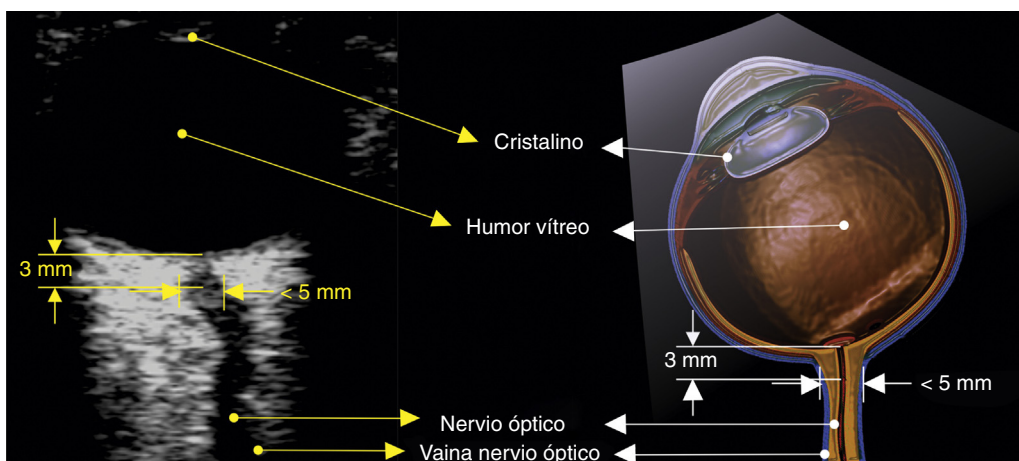 Cristalino
Humor vítreo
3 mm
< 5 mm
3 mm
< 5 mm
Nervio óptico
Vaina nervio óptico